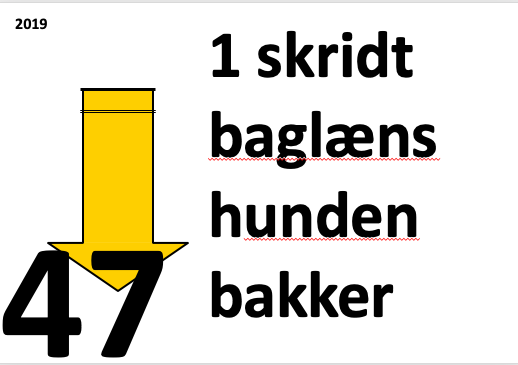 2019
1 skridt
baglæns
hunden
bakker
47